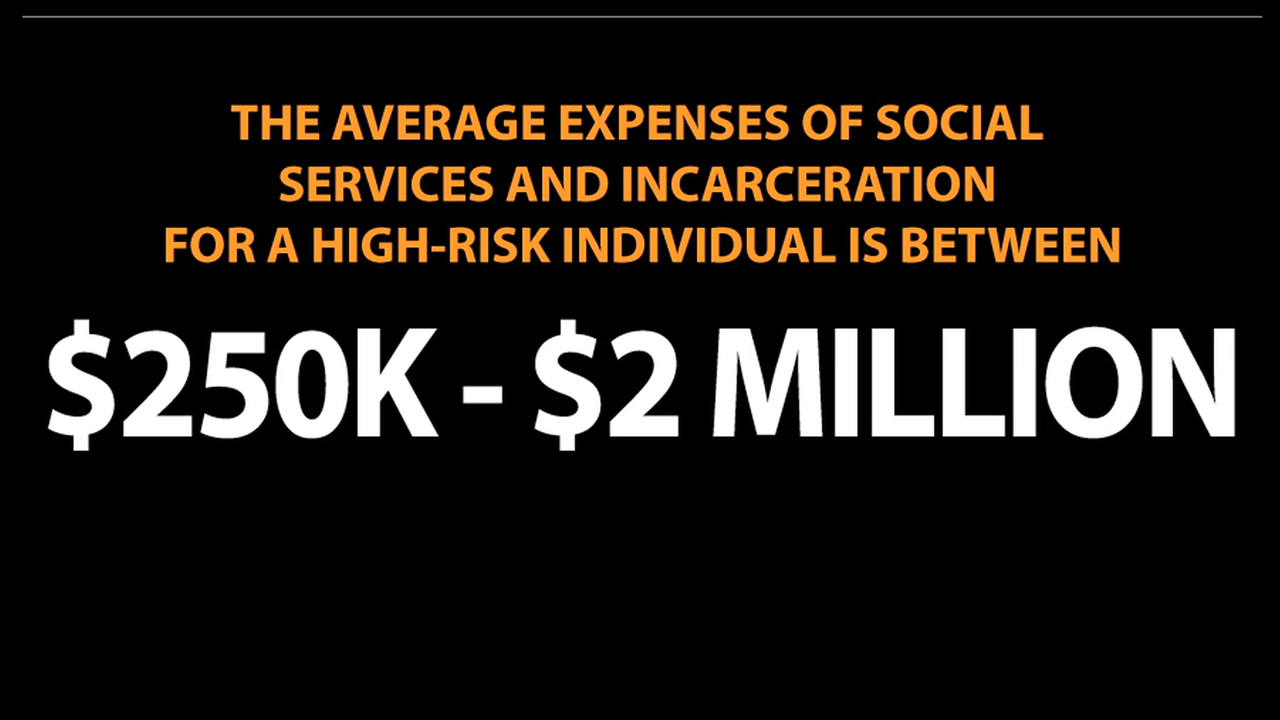 THE AVERAGE EXPENSES OF SOCIAL
SERVICES AND INCARCERATION
FOR A HIGH-RISK INDIVIDUAL IS BETWEEN
$250K - $2 MILLION